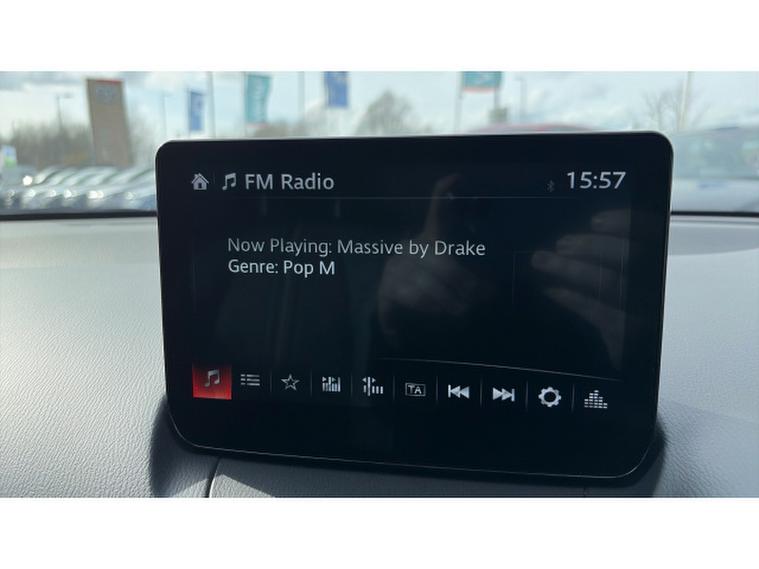 FM Radio
15:57
Now Playing: Massive by Drake
Genre: Pop M
TA